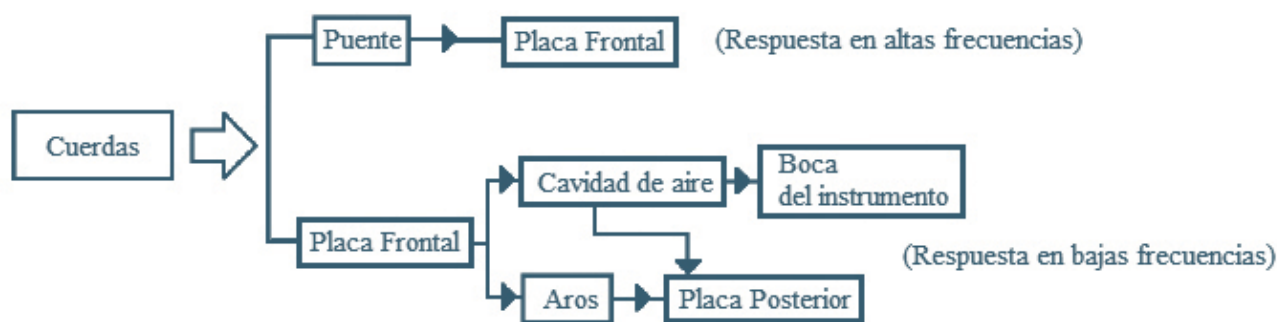 Puente
Placa Frontal
(Respuesta en altas frecuencias)
Cuerdas
Cavidad de aire
Boca
del instrumento
Placa Frontal
(Respuesta en bajas frecuencias)
Aros
Placa Posterior